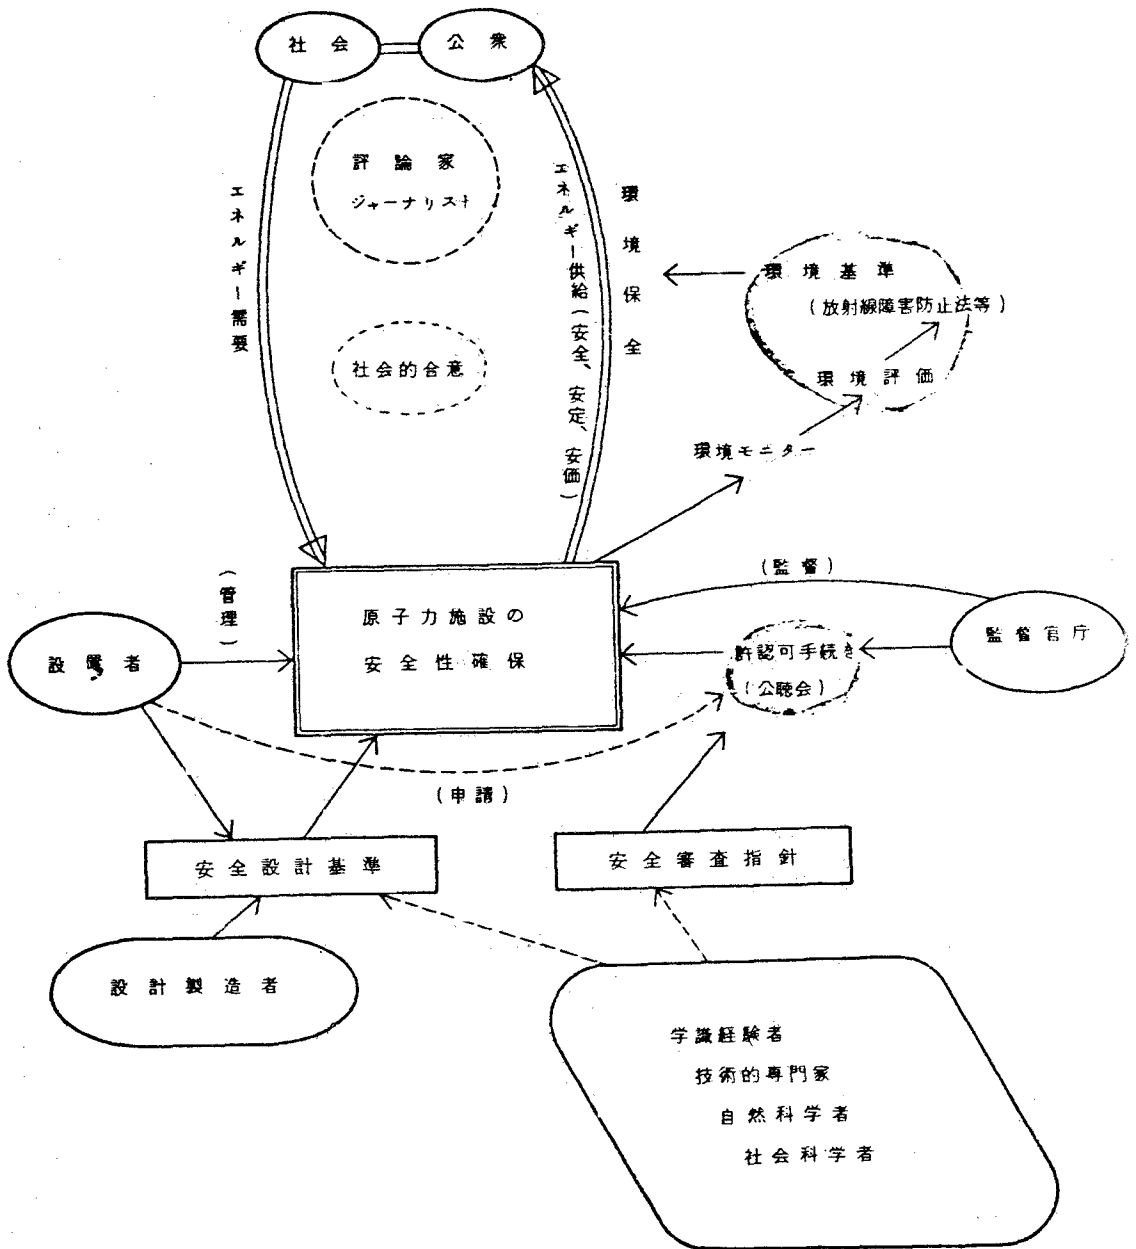 社会
公衆
評論家
ジャーナリスト
社会的合意
エネルギー需要
エネルギー供給(安全、安定、安価)
環境保全
環境基準
(放射線障害防止法等)
環境評価
環境モニター
(管理)
原子力施設の
安全性確保
(監督)
監督官庁
設置者
許認可手続き
(公聴会)
(申請)
安全設計基準
安全審査指針
設計製造者
学識経験者
技術的専門家
自然科学者
社会科学者